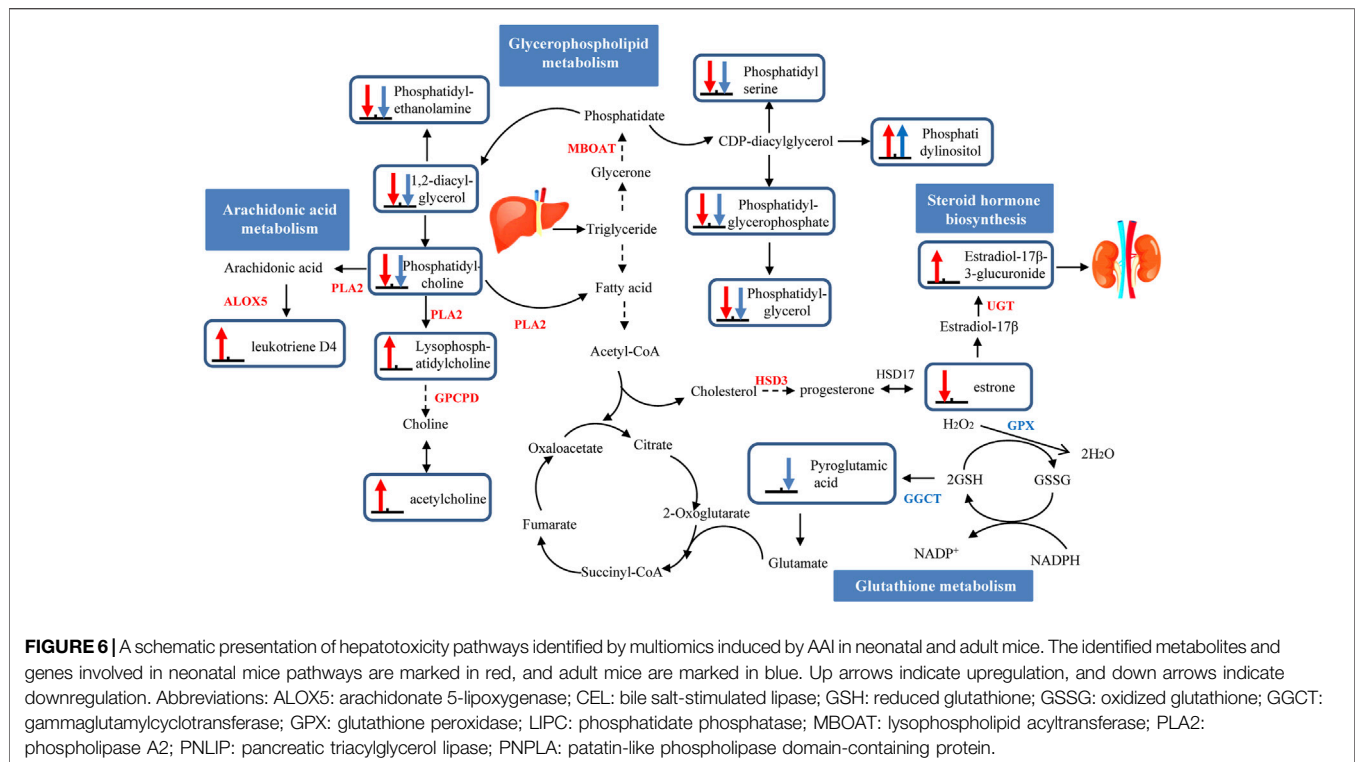 Glycerophospholipid
metabolism
Phosphatidyl-
ethanolamine
Phosphatidyl
serine
Phosphatidate
CDP-diacylglycerol
Phosphati
dylinositol
MBOAT
Glycerone
1,2-diacyl-
glycerol
Arachidonic acid
metabolism
Phosphatidyl-
glycerophosphate
Steroid hormone
biosynthesis
Triglyceride
Estradiol-17β-
3-glucuronide
Arachidonic acid
Phosphatidyl-
choline
PLA2
Fatty acid
Phosphatidyl-
glycerol
ALOX5
UGT
PLA2
PLA2
Estradiol-17β
leukotriene D4
Lysophosph-
atidylcholine
Acetyl-CoA
HSD17
HSD3
Cholesterol
progesterone
estrone
GPCPD
Choline
H2O2
GPX
Oxaloacetate
Citrate
2H2O
Pyroglutamic
acid
2GSH
GSSG
GGCT
acetylcholine
2-Oxoglutarate
Fumarate
NADP+
NADPH
Glutamate
Succinyl-CoA
Glutathione metabolism
FIGURE 6 | A schematic presentation of hepatotoxicity pathways identified by multiomics induced by AAI in neonatal and adult mice. The identified metabolites and
genes involved in neonatal mice pathways are marked in red, and adult mice are marked in blue. Up arrows indicate upregulation, and down arrows indicate
downregulation. Abbreviations: ALOX5: arachidonate 5-lipoxygenase; CEL: bile salt-stimulated lipase; GSH: reduced glutathione; GSSG: oxidized glutathione; GGCT:
gammaglutamylcyclotransferase; GPX: glutathione peroxidase; LIPC: phosphatidate phosphatase; MBOAT: lysophospholipid acyltransferase; PLA2:
phospholipase A2; PNLIP: pancreatic triacylglycerol lipase; PNPLA: patatin-like phospholipase domain-containing protein.